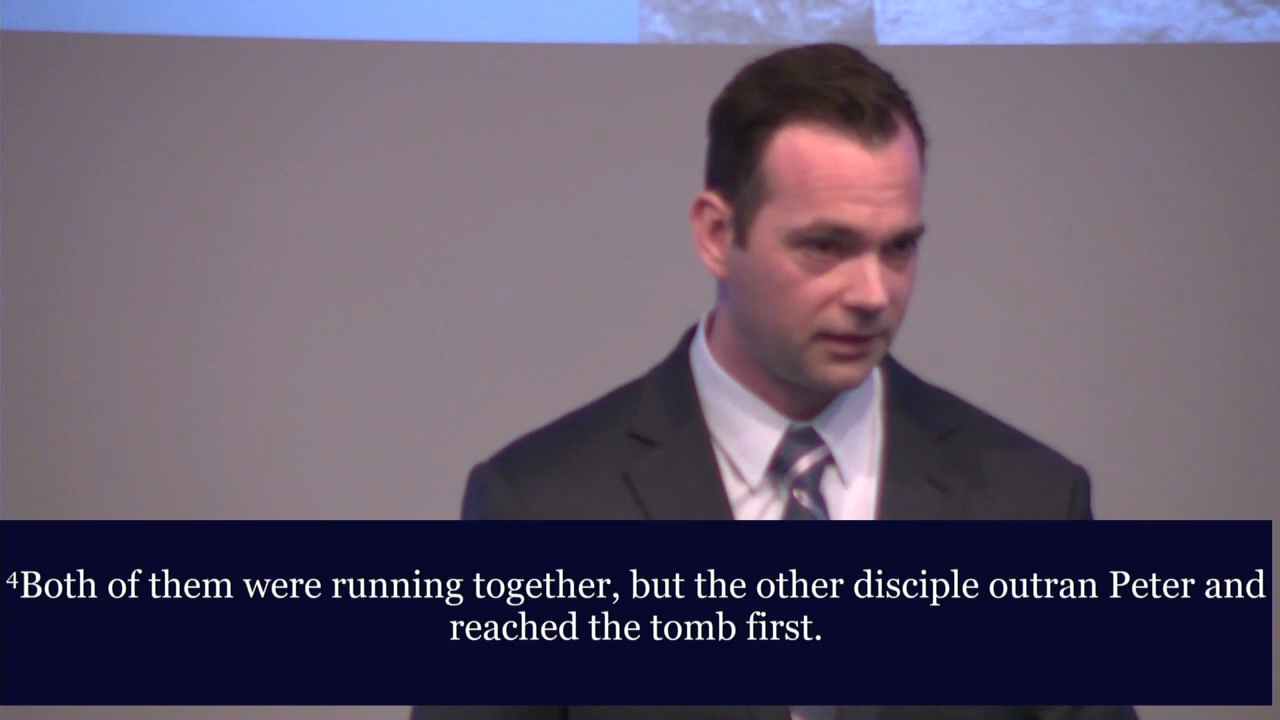 ⁴Both of them were running together, but the other disciple outran Peter and
reached the tomb first.